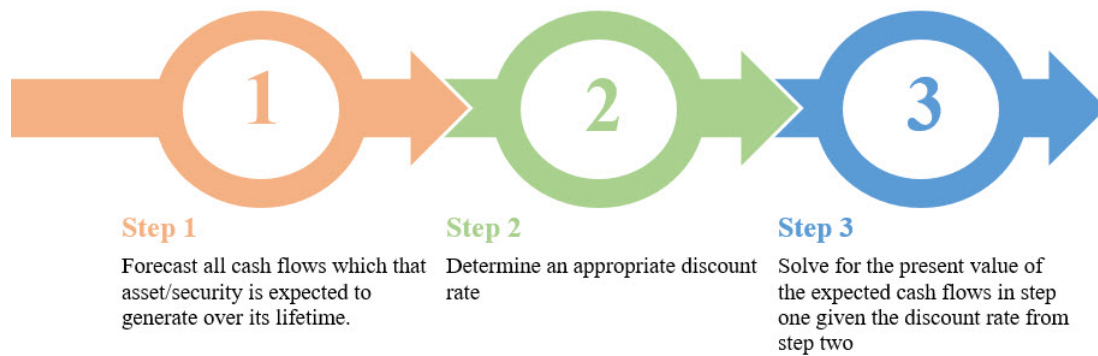 1
2
3
Step 1
Forecast all cash flows which that
asset/security is expected to
generate over its lifetime.
Step 2
Determine an appropriate discount
rate
Step 3
Solve for the present value of
the expected cash flows in step
one given the discount rate from
step two